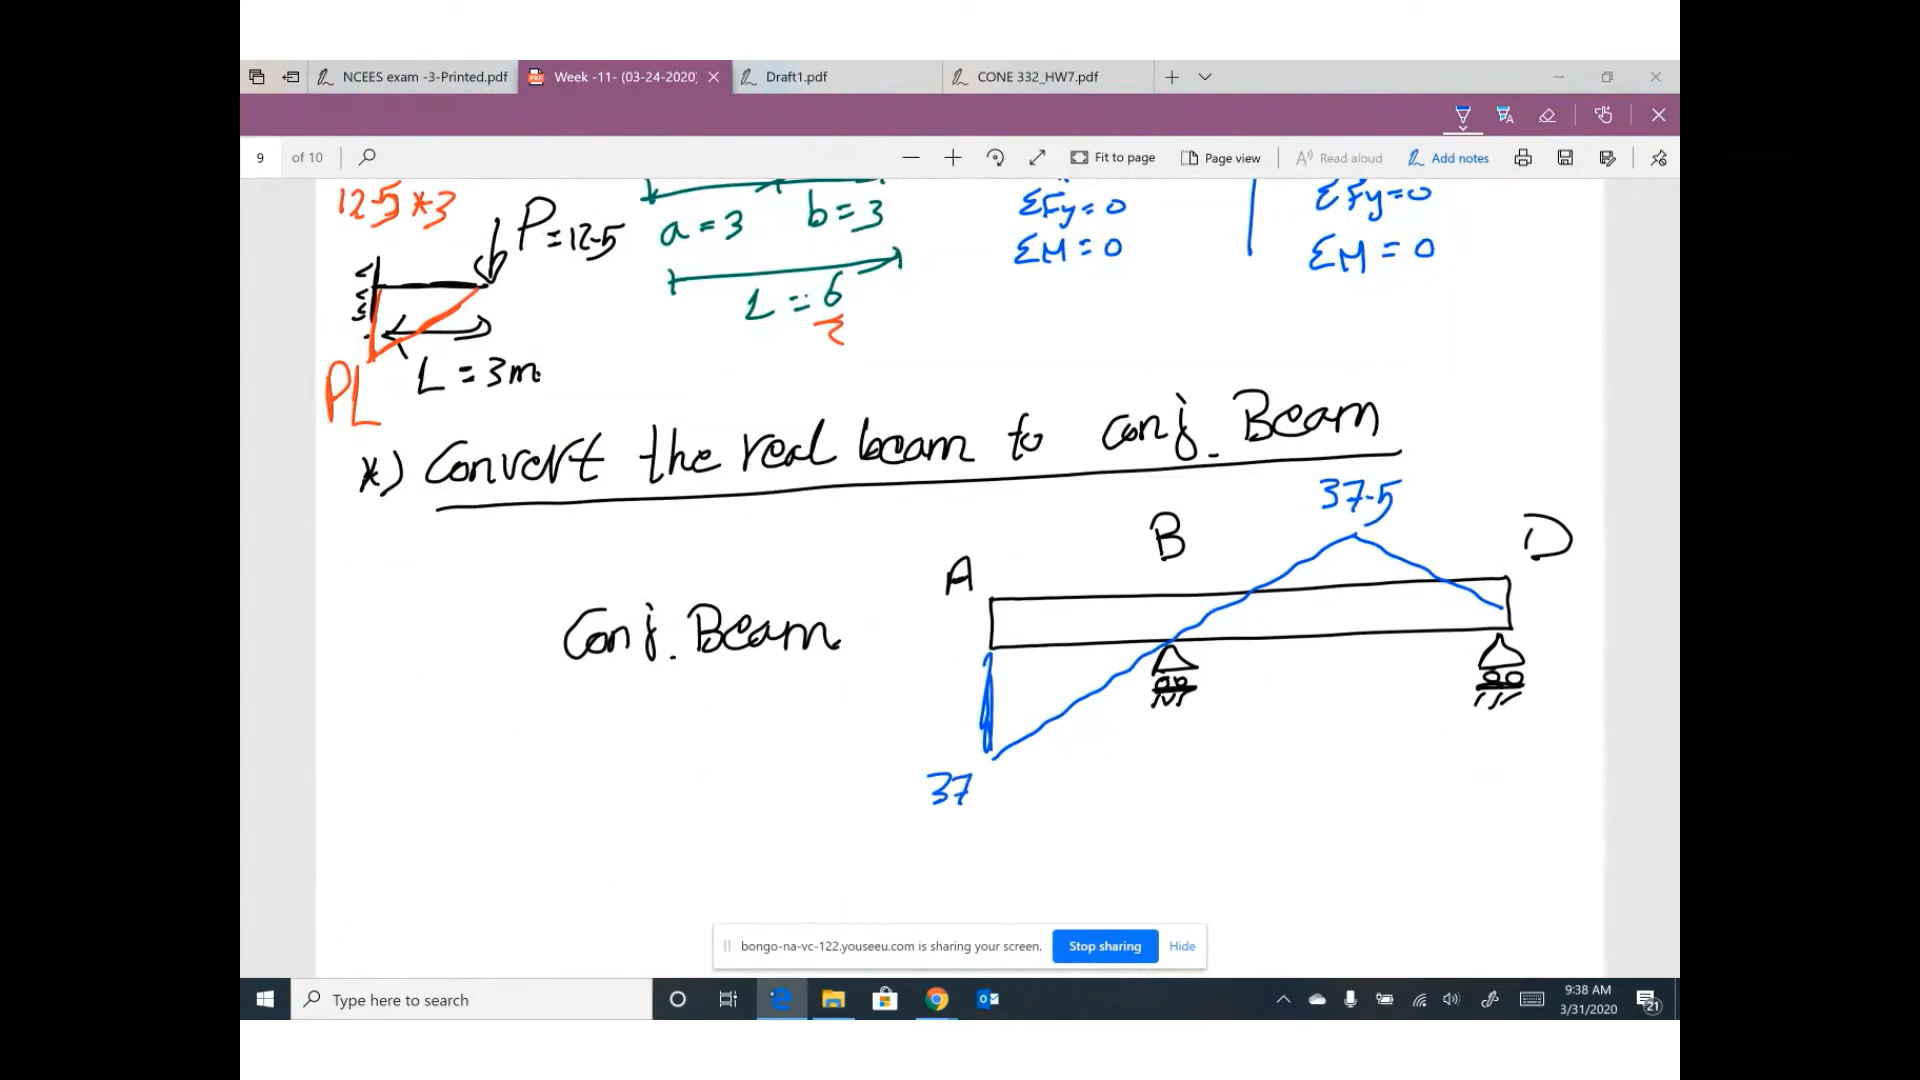 NCEES exam -3-Printed.pdf
Week -11- (03-24-2020)
Draft1.pdf
CONE 332_HW7.pdf
9 of 10
Fit to page
Page view
Read aloud
Add notes
12.5 * 3
P = 12.5
a = 3
b = 3
L = 6
ΣFy = 0
ΣM = 0
ΣFy = 0
ΣM = 0
PL
L = 3m
*) Convert the real beam to Conj. Beam
37.5
A
B
D
Conj. Beam
37
bongo-na-vc-122.youseeu.com is sharing your screen.
Stop sharing
Hide
Type here to search
9:38 AM
3/31/2020
21